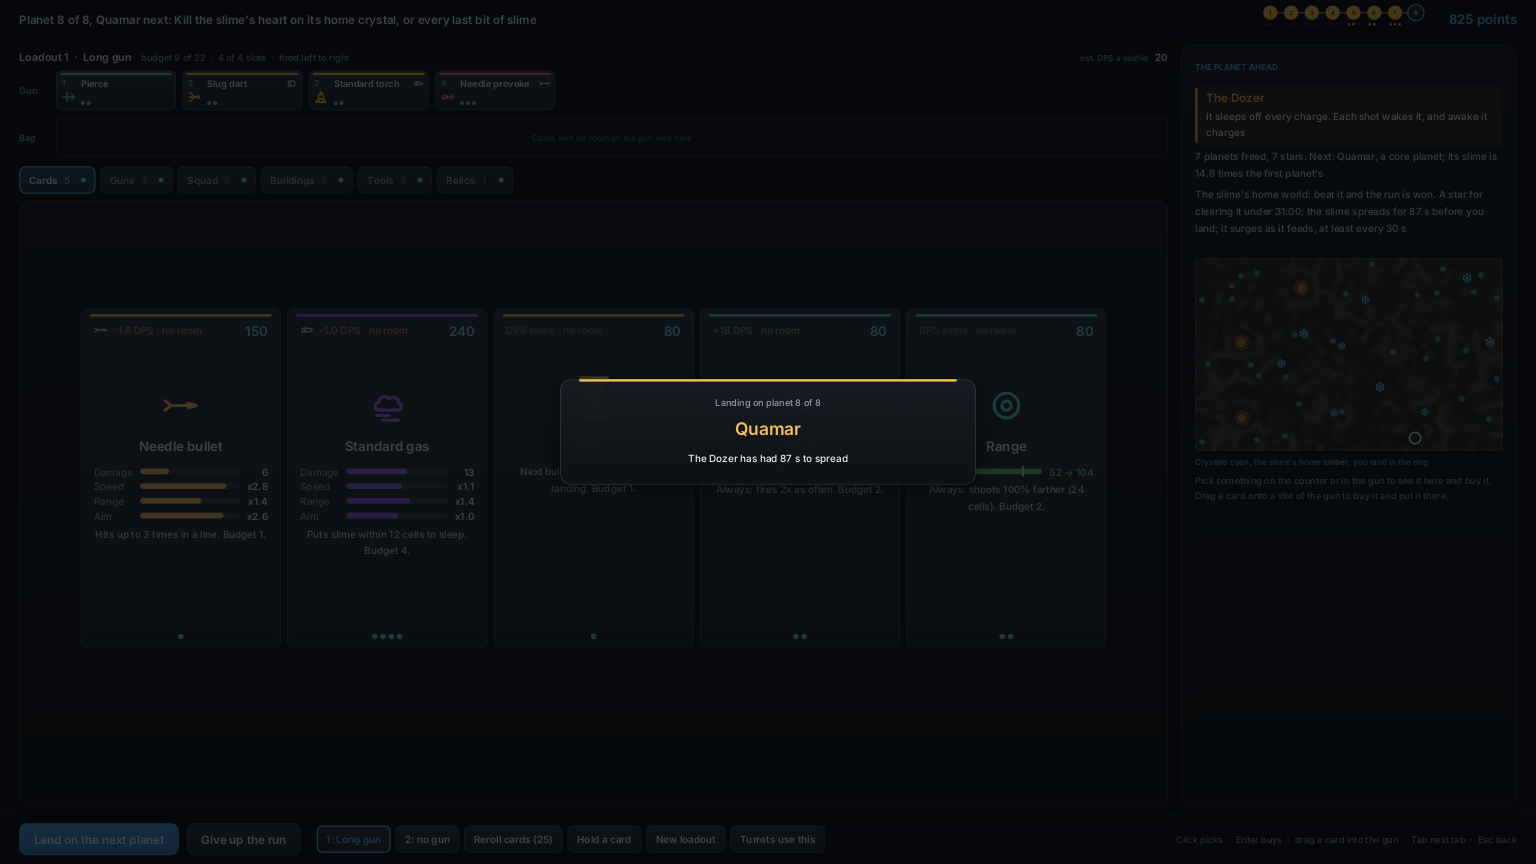 Planet 8 of 8, Quamar next: Kill the slime's heart on its home crystal, or every last bit of slime
1 2 3 4 5 6 7 8
825 points
Loadout 1 · Long gun budget 9 of 22 · 4 of 4 slots · fired left to right
est. DPS a soldier 20
Gun
1 Pierce
2 Slug dart
3 Standard torch
4 Needle provoke
Bag
Cards with no room on the gun wait here
Cards 5
Guns 3
Squad 9
Buildings 5
Tools 3
Relics 1
-1.6 DPS · no room 150
Needle bullet
Damage 6
Speed x2.8
Range x1.4
Aim x2.6
Hits up to 3 times in a line. Budget 1.
-1.0 DPS · no room 240
Standard gas
Damage 13
Speed x1.1
Range x1.4
Aim x1.0
Puts slime within 12 cells to sleep.
Budget 4.
DPS same · no room 80
Next bul
landing. Budget 1.
+18 DPS · no room 80
Always: fires 2x as often. Budget 2.
DPS same · no room 80
Range
52 → 104
Always: shoots 100% farther (24
cells). Budget 2.
Landing on planet 8 of 8
Quamar
The Dozer has had 87 s to spread
THE PLANET AHEAD
The Dozer
It sleeps off every charge. Each shot wakes it, and awake it
charges
7 planets freed, 7 stars. Next: Quamar, a core planet; its slime is
14.6 times the first planet's
The slime's home world: beat it and the run is won. A star for
clearing it under 31:00; the slime spreads for 87 s before you
land; it surges as it feeds, at least every 30 s
Crystals cyan, the slime's home amber, you land in the ring
Pick something on the counter or in the gun to see it here and buy it.
Drag a card onto a slot of the gun to buy it and put it there.
Land on the next planet
Give up the run
1: Long gun
2: no gun
Reroll cards (25)
Hold a card
New loadout
Turrets use this
Click picks · Enter buys · drag a card into the gun · Tab next tab · Esc back